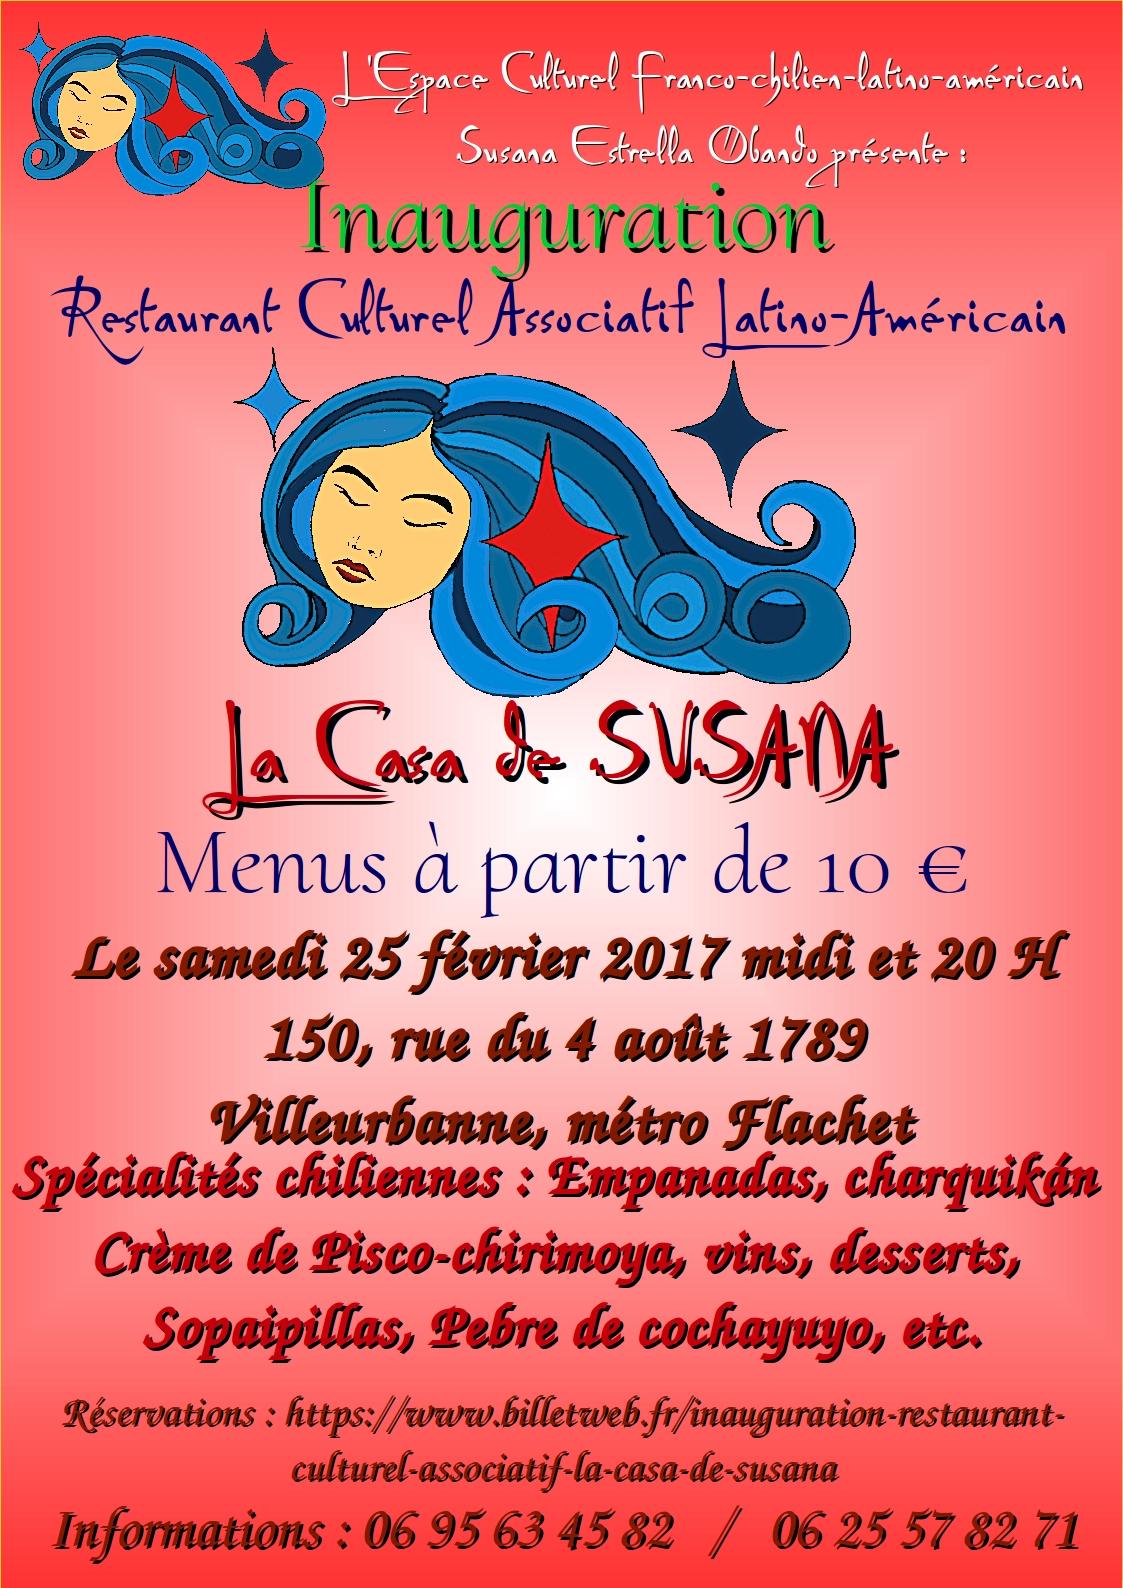 L'Espace Culturel Franco-chilien-latino-américain
Susana Estrella Obando présente :
Inauguration
Restaurant Culturel Associatif Latino-Américain
La Casa de SUSANA
Menus à partir de 10 €
Le samedi 25 février 2017 midi et 20 H
150, rue du 4 août 1789
Villeurbanne, métro Flachet
Spécialités chiliennes : Empanadas, charquikán
Crème de Pisco-chirimoya, vins, desserts,
Sopaipillas, Pebre de cochayuyo, etc.
Réservations : https://www.billetweb.fr/inauguration-restaurant-
culturel-associatif-la-casa-de-susana
Informations : 06 95 63 45 82 / 06 25 57 82 71